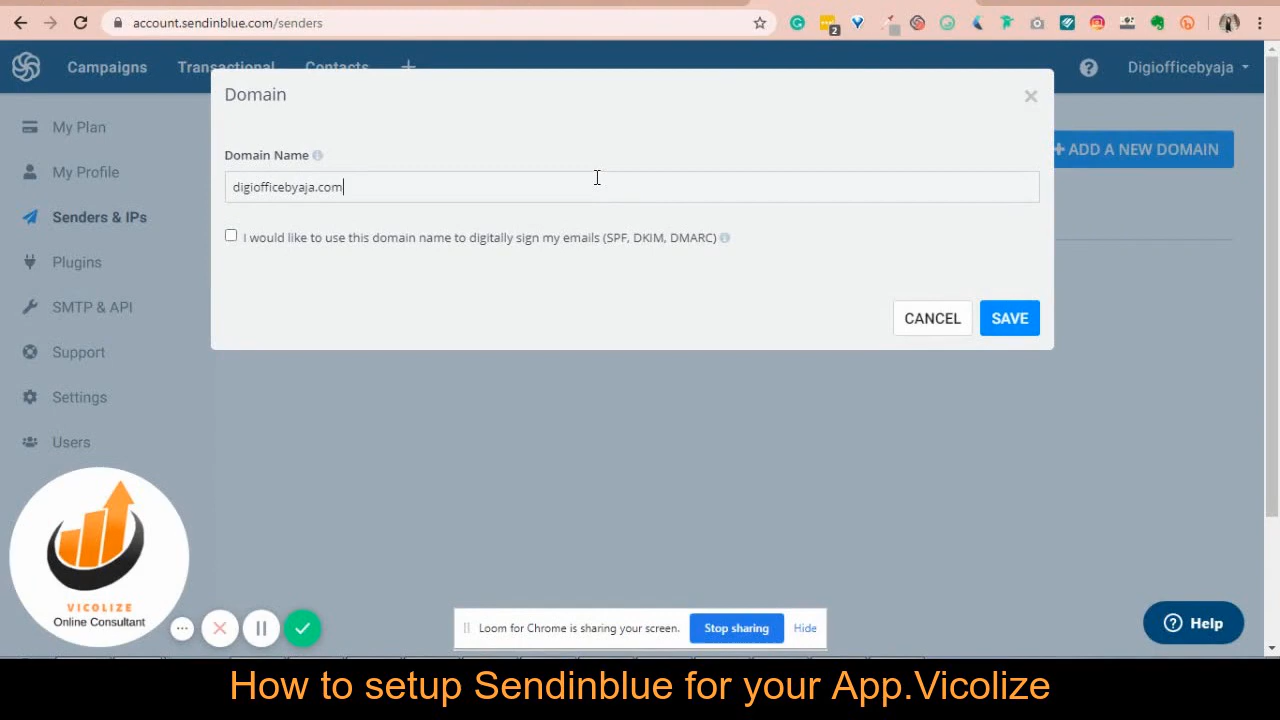 account.sendinblue.com/senders
2
Campaigns Transactional Contacts + Digiofficebyaja
Domain
My Plan
+ ADD A NEW DOMAIN
Domain Name
My Profile
digiofficebyaja.com
Senders & IPs
I would like to use this domain name to digitally sign my emails (SPF, DKIM, DMARC)
Plugins
SMTP & API
CANCEL SAVE
Support
Settings
Users
VICOLIZE
Online Consultant
Loom for Chrome is sharing your screen. Stop sharing Hide
Help
How to setup Sendinblue for your App.Vicolize